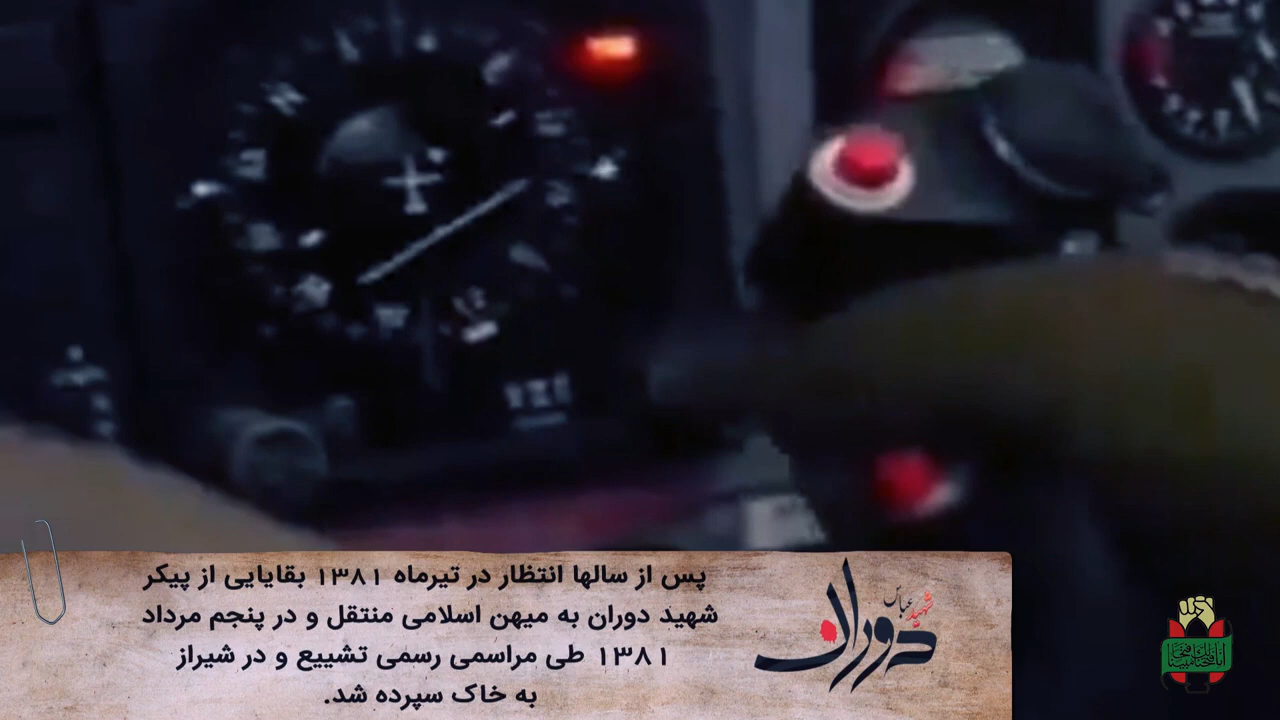 پس از سالها انتظار در تیرماه ۱۳۸۱ بقایایی از پیکر
شهید دوران به میهن اسلامی منتقل و در پنجم مرداد
۱۳۸۱ طی مراسمی رسمی تشییع و در شیراز
به خاک سپرده شد.
شهید عباس
دوران